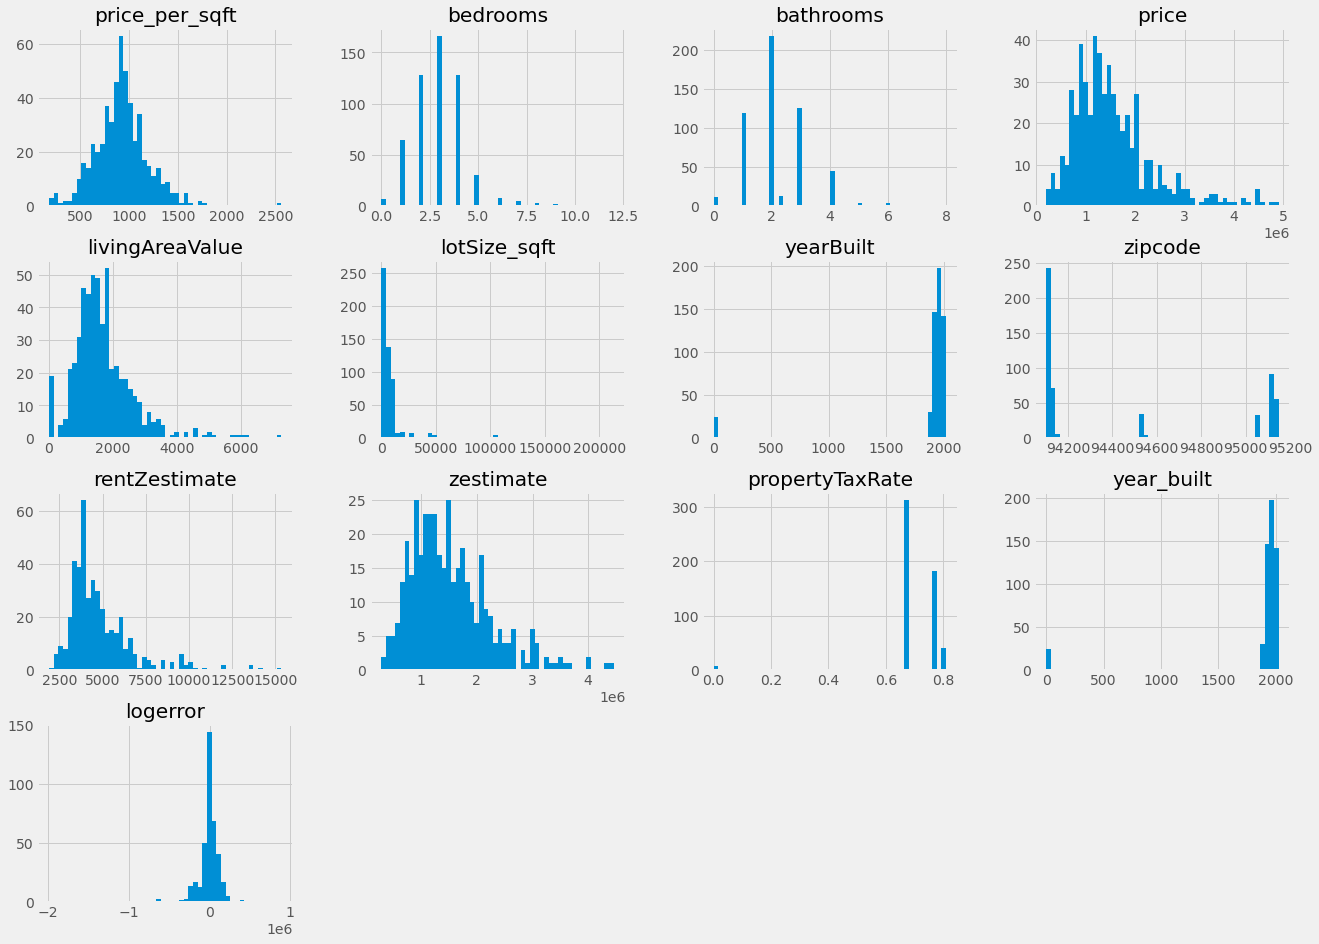 price_per_sqft bedrooms bathrooms price
60 40 20 0 150 100 50 0 200 150 100 50 0 40 30 20 10 0
500 1000 1500 2000 2500 0.0 2.5 5.0 7.5 10.0 12.5 0 2 4 6 8 0 1 2 3 4 5
1e6
livingAreaValue lotSize_sqft yearBuilt zipcode
50 40 30 20 10 0 250 200 150 100 50 0 200 150 100 50 0 250 200 150 100 50 0
0 2000 4000 6000 0 50000 100000 150000 200000 0 500 1000 1500 2000 94200 94400 94600 94800 95000 95200
rentZestimate zestimate propertyTaxRate year_built
60 40 20 0 25 20 15 10 5 0 300 200 100 0 200 150 100 50 0
2500 5000 7500 10000 12500 15000 1 2 3 4 0.0 0.2 0.4 0.6 0.8 0 500 1000 1500 2000
1e6
logerror
150 100 50 0
−2 −1 0 1
1e6